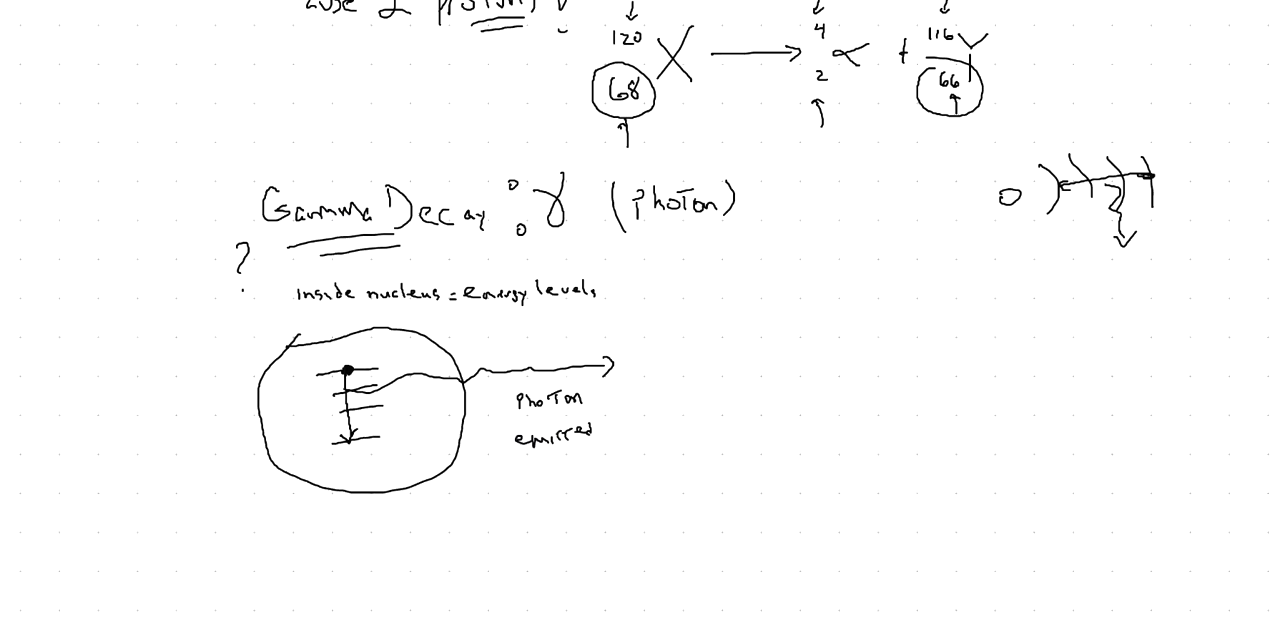 lose 2 protons?
120 X → 4 α + 116 Y
68 2 66
Gamma Decay 0 γ (Photon)
0
?
inside nucleus = energy levels
Photon
emitted